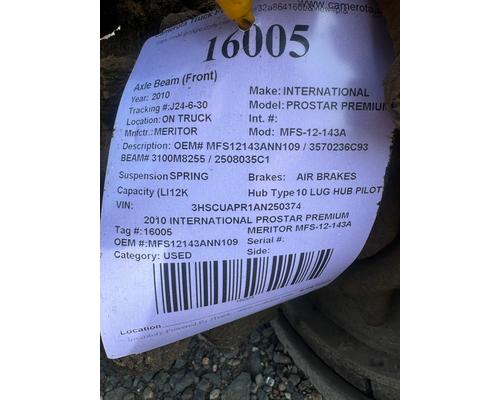 www.camerota
16005
Axle Beam (Front)
Year: 2010
Make: INTERNATIONAL
Tracking #:J24-6-30
Model: PROSTAR PREMIUM
Location: ON TRUCK
Int. #:
Mnfctr.: MERITOR
Mod: MFS-12-143A
Description: OEM# MFS12143ANN109 / 3570236C93
BEAM# 3100M8255 / 2508035C1
Suspension SPRING
Brakes: AIR BRAKES
Capacity (LI12K
Hub Type10 LUG HUB PILOT
VIN: 3HSCUAPR1AN250374
2010 INTERNATIONAL PROSTAR PREMIUM
Tag #:16005
MERITOR MFS-12-143A
OEM #:MFS12143ANN109
Serial #:
Category: USED
Side:
Location